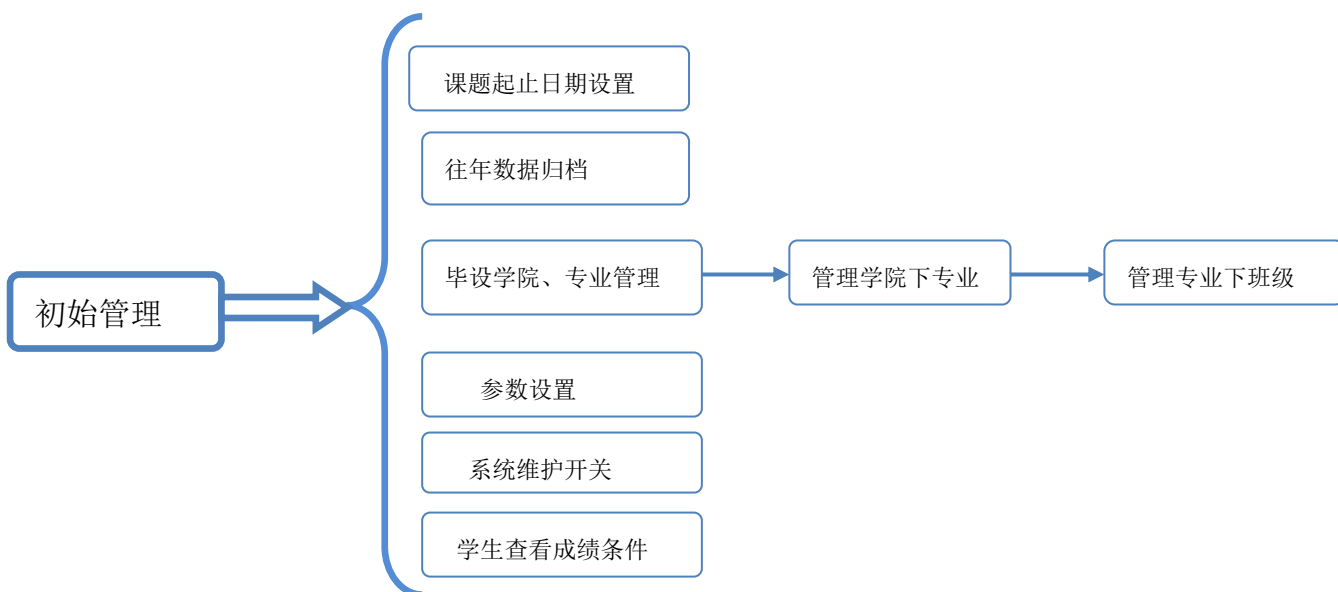 课题起止日期设置
往年数据归档
毕设学院、专业管理
管理学院下专业
管理专业下班级
初始管理
参数设置
系统维护开关
学生查看成绩条件